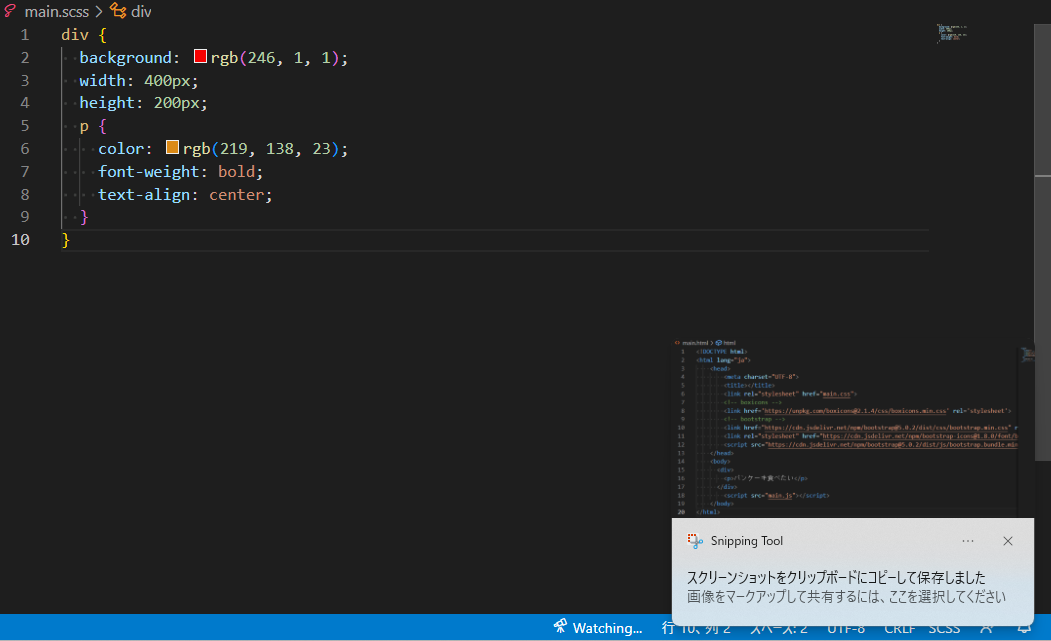 main.scss > div
1 div {
2 background: rgb(246, 1, 1);
3 width: 400px;
4 height: 200px;
5 p {
6 color: rgb(219, 138, 23);
7 font-weight: bold;
8 text-align: center;
9 }
10 }
main.html > html
1 <!DOCTYPE html>
2 <html lang="ja">
3 <head>
4 <meta charset="UTF-8">
5 <title></title>
6 <link rel="stylesheet" href="main.css">
7 <!-- boxicons -->
8 <link href='https://unpkg.com/boxicons@2.1.4/css/boxicons.min.css' rel='stylesheet'>
9 <!-- bootstrap -->
10 <link href="https://cdn.jsdelivr.net/npm/bootstrap@5.0.2/dist/css/bootstrap.min.css" r
11 <link rel="stylesheet" href="https://cdn.jsdelivr.net/npm/bootstrap-icons@1.8.0/font/b
12 <script src="https://cdn.jsdelivr.net/npm/bootstrap@5.0.2/dist/js/bootstrap.bundle.min
13 </head>
14 <body>
15 <div>
16 <p>パンケーキ食べたい</p>
17 </div>
18 <script src="main.js"></script>
19 </body>
20 </html>
Snipping Tool
スクリーンショットをクリップボードにコピーして保存しました
画像をマークアップして共有するには、ここを選択してください
Watching... 行 10、列 2 スペース: 2 UTF-8 CRLF SCSS